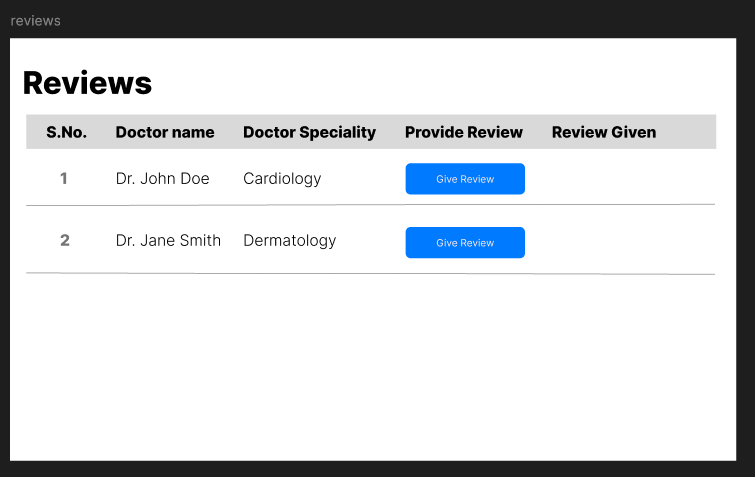 reviews
Reviews
S.No. Doctor name Doctor Speciality Provide Review Review Given
1 Dr. John Doe Cardiology Give Review
2 Dr. Jane Smith Dermatology Give Review